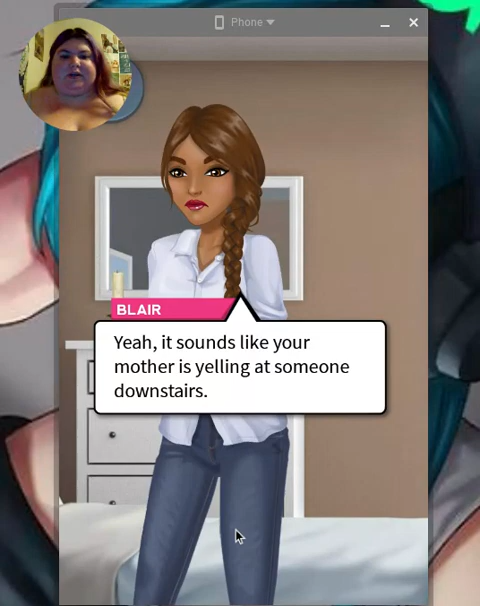 Phone
BLAIR
Yeah, it sounds like your
mother is yelling at someone
downstairs.